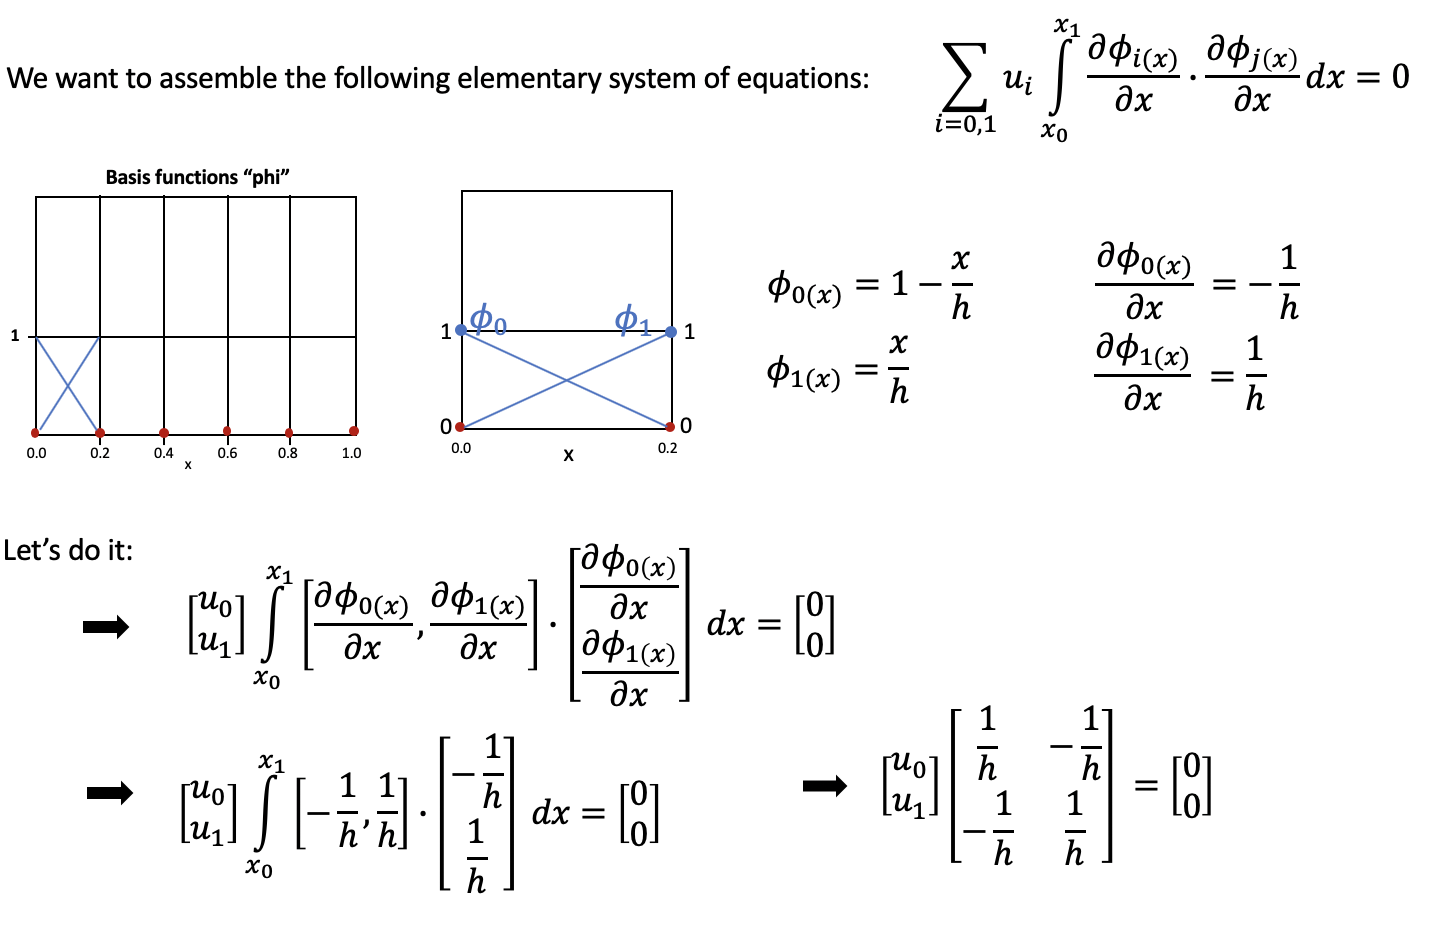 We want to assemble the following elementary system of equations: $\sum_{i=0,1} u_i \int_{x_0}^{x_1} \frac{\partial \phi_{i(x)}}{\partial x} \cdot \frac{\partial \phi_{j(x)}}{\partial x} dx = 0$
Basis functions “phi”
1
0.0 0.2 0.4 0.6 0.8 1.0
x
1 $\phi_0$ $\phi_1$ 1
0 0
0.0 0.2
x
$\phi_{0(x)} = 1 - \frac{x}{h}$
$\phi_{1(x)} = \frac{x}{h}$
$\frac{\partial \phi_{0(x)}}{\partial x} = -\frac{1}{h}$
$\frac{\partial \phi_{1(x)}}{\partial x} = \frac{1}{h}$
Let’s do it:
$\begin{bmatrix} u_0 \\ u_1 \end{bmatrix} \int_{x_0}^{x_1} \left[ \frac{\partial \phi_{0(x)}}{\partial x}, \frac{\partial \phi_{1(x)}}{\partial x} \right] \cdot \begin{bmatrix} \frac{\partial \phi_{0(x)}}{\partial x} \\ \frac{\partial \phi_{1(x)}}{\partial x} \end{bmatrix} dx = \begin{bmatrix} 0 \\ 0 \end{bmatrix}$
$\begin{bmatrix} u_0 \\ u_1 \end{bmatrix} \int_{x_0}^{x_1} \left[ -\frac{1}{h}, \frac{1}{h} \right] \cdot \begin{bmatrix} -\frac{1}{h} \\ \frac{1}{h} \end{bmatrix} dx = \begin{bmatrix} 0 \\ 0 \end{bmatrix}$
$\begin{bmatrix} u_0 \\ u_1 \end{bmatrix} \begin{bmatrix} \frac{1}{h} & -\frac{1}{h} \\ -\frac{1}{h} & \frac{1}{h} \end{bmatrix} = \begin{bmatrix} 0 \\ 0 \end{bmatrix}$